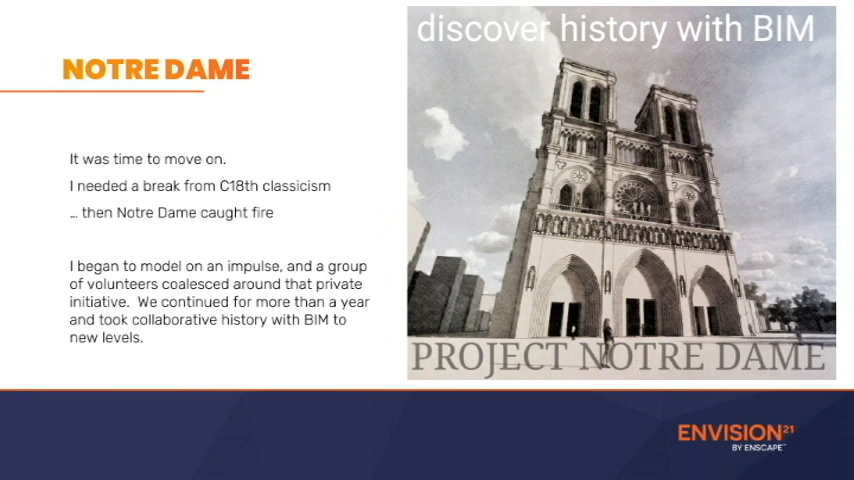 NOTRE DAME
It was time to move on.
I needed a break from C18th classicism
… then Notre Dame caught fire
I began to model on an impulse, and a group
of volunteers coalesced around that private
initiative. We continued for more than a year
and took collaborative history with BIM to
new levels.
discover history with BIM
PROJECT NOTRE DAME
ENVISION21
BY ENSCAPE™